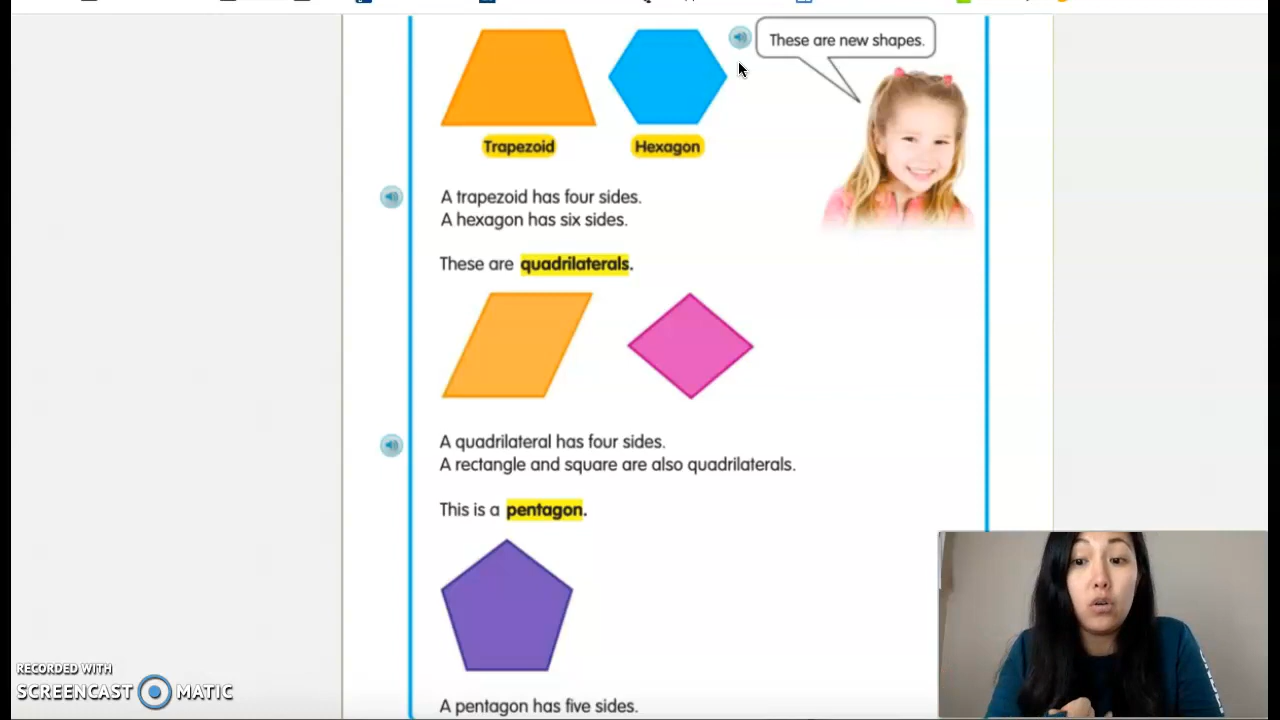 These are new shapes.
Trapezoid
Hexagon
A trapezoid has four sides.
A hexagon has six sides.
These are quadrilaterals.
A quadrilateral has four sides.
A rectangle and square are also quadrilaterals.
This is a pentagon.
A pentagon has five sides.
RECORDED WITH
SCREENCAST MATIC